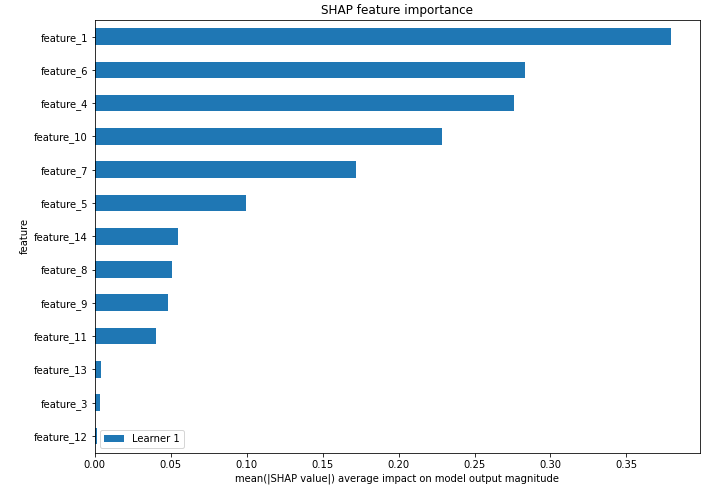 SHAP feature importance
feature_1
feature_6
feature_4
feature_10
feature_7
feature_5
feature_14
feature_8
feature_9
feature_11
feature_13
feature_3
feature_12
feature
Learner 1
0.00 0.05 0.10 0.15 0.20 0.25 0.30 0.35
mean(|SHAP value|) average impact on model output magnitude